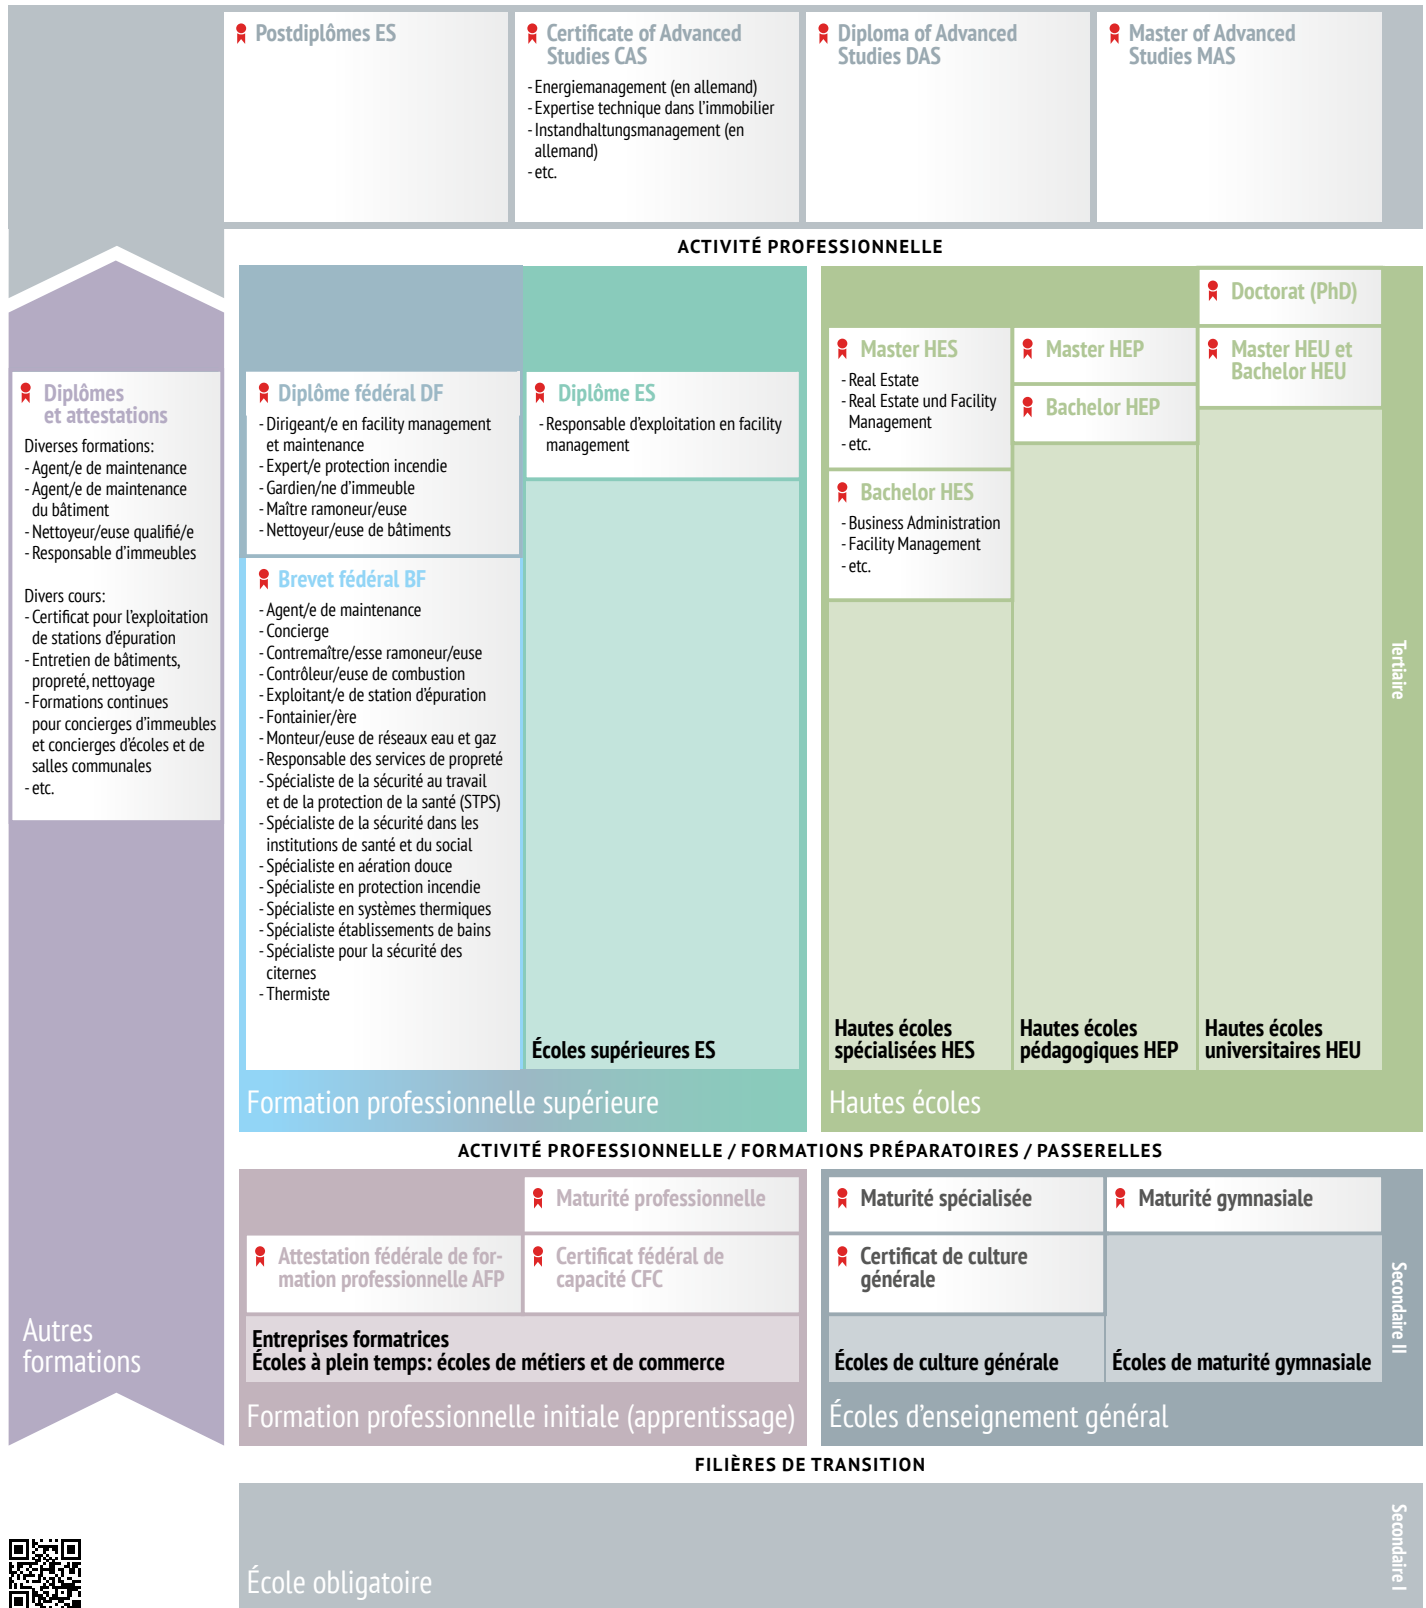 Postdiplômes ES
Certificate of Advanced
Studies CAS
- Energiemanagement (en allemand)
- Expertise technique dans l'immobilier
- Instandhaltungsmanagement (en
allemand)
- etc.
Diploma of Advanced
Studies DAS
Master of Advanced
Studies MAS
ACTIVITÉ PROFESSIONNELLE
Diplômes
et attestations
Diverses formations:
- Agent/e de maintenance
- Agent/e de maintenance
du bâtiment
- Nettoyeur/euse qualifié/e
- Responsable d'immeubles
Divers cours:
- Certificat pour l'exploitation
de stations d'épuration
- Entretien de bâtiments,
propreté, nettoyage
- Formations continues
pour concierges d'immeubles
et concierges d'écoles et de
salles communales
- etc.
Autres
formations
Diplôme fédéral DF
- Dirigeant/e en facility management
et maintenance
- Expert/e protection incendie
- Gardien/ne d'immeuble
- Maître ramoneur/euse
- Nettoyeur/euse de bâtiments
Brevet fédéral BF
- Agent/e de maintenance
- Concierge
- Contremaître/esse ramoneur/euse
- Contrôleur/euse de combustion
- Exploitant/e de station d'épuration
- Fontainier/ère
- Monteur/euse de réseaux eau et gaz
- Responsable des services de propreté
- Spécialiste de la sécurité au travail
et de la protection de la santé (STPS)
- Spécialiste de la sécurité dans les
institutions de santé et du social
- Spécialiste en aération douce
- Spécialiste en protection incendie
- Spécialiste en systèmes thermiques
- Spécialiste établissements de bains
- Spécialiste pour la sécurité des
citernes
- Thermiste
Diplôme ES
- Responsable d'exploitation en facility
management
Écoles supérieures ES
Formation professionnelle supérieure
Master HES
- Real Estate
- Real Estate und Facility
Management
- etc.
Bachelor HES
- Business Administration
- Facility Management
- etc.
Hautes écoles
spécialisées HES
Master HEP
Bachelor HEP
Hautes écoles
pédagogiques HEP
Doctorat (PhD)
Master HEU et
Bachelor HEU
Hautes écoles
universitaires HEU
Hautes écoles
Tertiaire
ACTIVITÉ PROFESSIONNELLE / FORMATIONS PRÉPARATOIRES / PASSERELLES
Maturité professionnelle
Attestation fédérale de for-
mation professionnelle AFP
Certificat fédéral de
capacité CFC
Entreprises formatrices
Écoles à plein temps: écoles de métiers et de commerce
Formation professionnelle initiale (apprentissage)
Maturité spécialisée
Certificat de culture
générale
Écoles de culture générale
Maturité gymnasiale
Écoles de maturité gymnasiale
Écoles d'enseignement général
Secondaire II
FILIÈRES DE TRANSITION
École obligatoire
Secondaire I